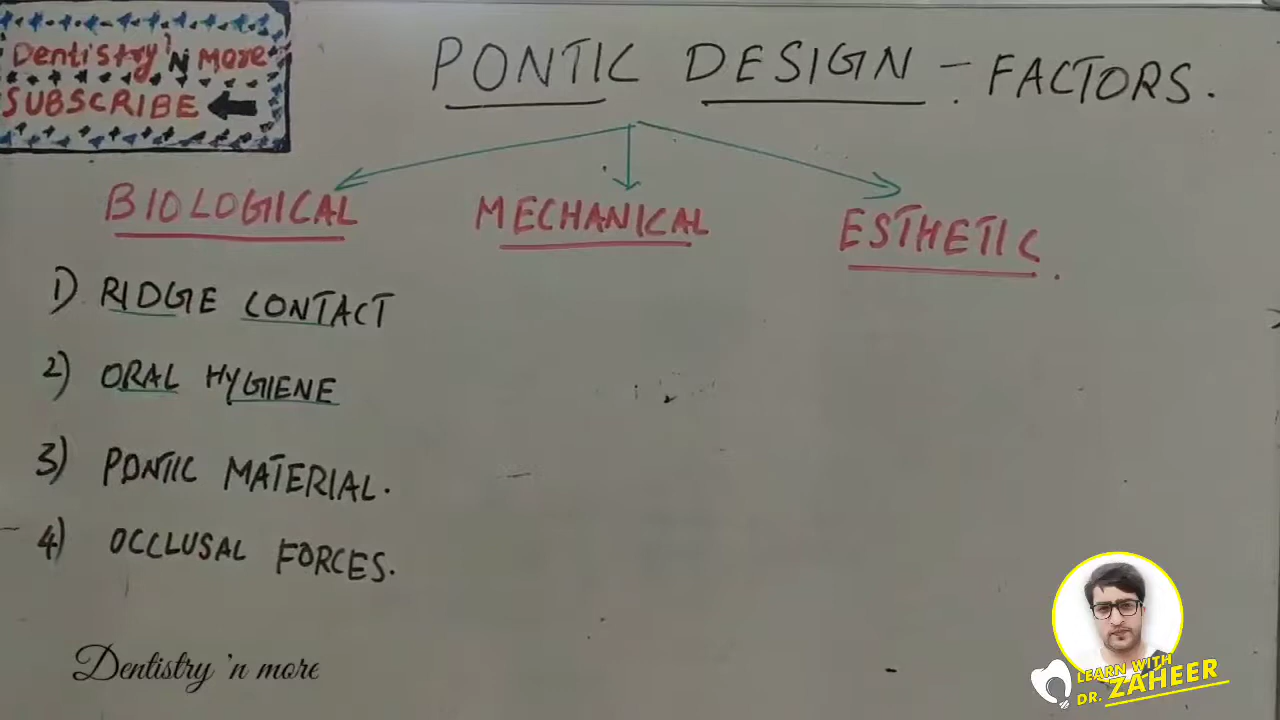 Dentistry 'N More
SUBSCRIBE
PONTIC DESIGN - FACTORS.
BIOLOGICAL
MECHANICAL
ESTHETIC.
1) RIDGE CONTACT
2) ORAL HYGIENE
3) PONTIC MATERIAL.
4) OCCLUSAL FORCES.
Dentistry 'n more
LEARN WITH
DR. ZAHEER